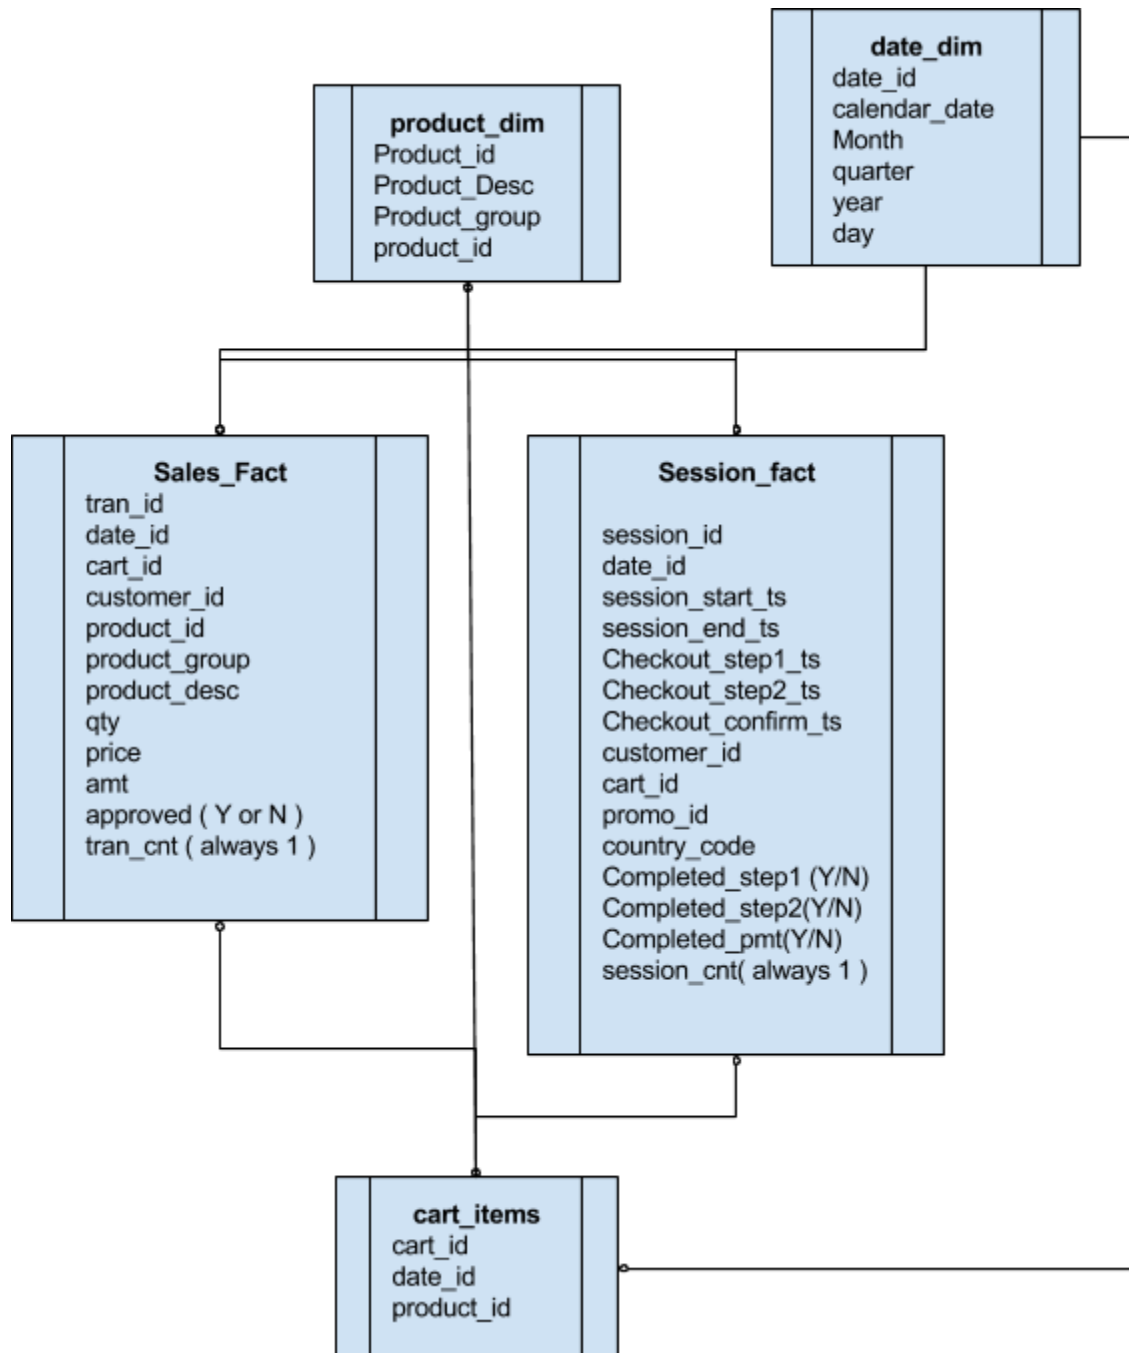 date_dim
date_id
calendar_date
Month
quarter
year
day
product_dim
Product_id
Product_Desc
Product_group
product_id
Sales_Fact
tran_id
date_id
cart_id
customer_id
product_id
product_group
product_desc
qty
price
amt
approved ( Y or N )
tran_cnt ( always 1 )
Session_fact
session_id
date_id
session_start_ts
session_end_ts
Checkout_step1_ts
Checkout_step2_ts
Checkout_confirm_ts
customer_id
cart_id
promo_id
country_code
Completed_step1 (Y/N)
Completed_step2(Y/N)
Completed_pmt(Y/N)
session_cnt( always 1 )
cart_items
cart_id
date_id
product_id